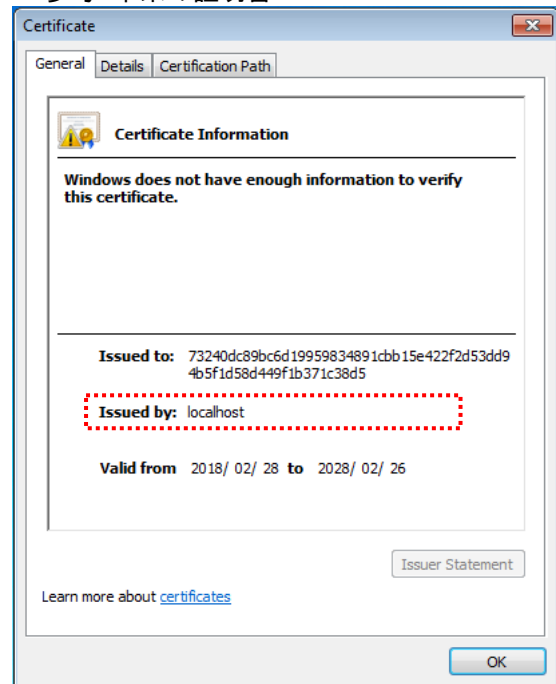 Certificate
General Details Certification Path
Certificate Information
Windows does not have enough information to verify
this certificate.
Issued to: 73240dc89bc6d19959834891cbb15e422f2d53dd9
4b5f1d58d449f1b371c38d5
Issued by: localhost
Valid from 2018/ 02/ 28 to 2028/ 02/ 26
Issuer Statement
Learn more about certificates
OK